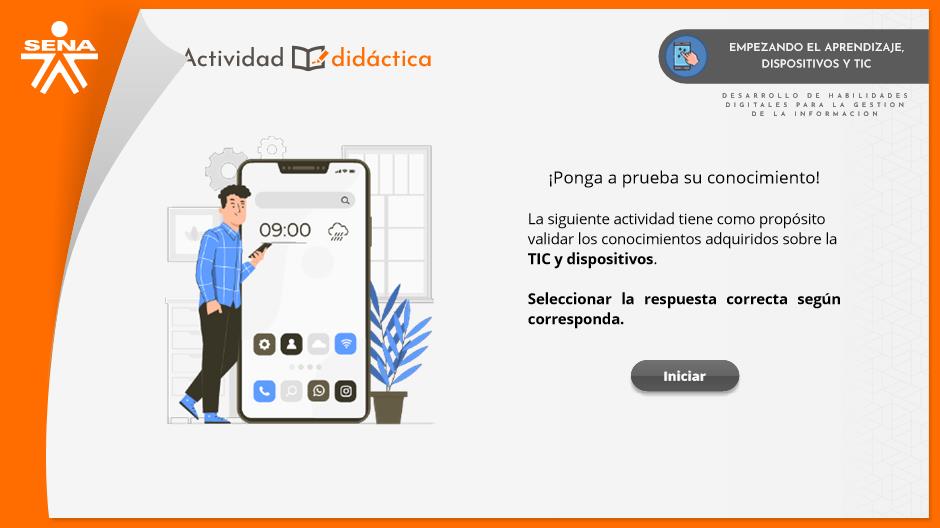 SENA
Actividad didáctica
EMPEZANDO EL APRENDIZAJE,
DISPOSITIVOS Y TIC
DESARROLLO DE HABILIDADES
DIGITALES PARA LA GESTION
DE LA INFORMACION
09:00
¡Ponga a prueba su conocimiento!
La siguiente actividad tiene como propósito
validar los conocimientos adquiridos sobre la
TIC y dispositivos.
Seleccionar la respuesta correcta según
corresponda.
Iniciar